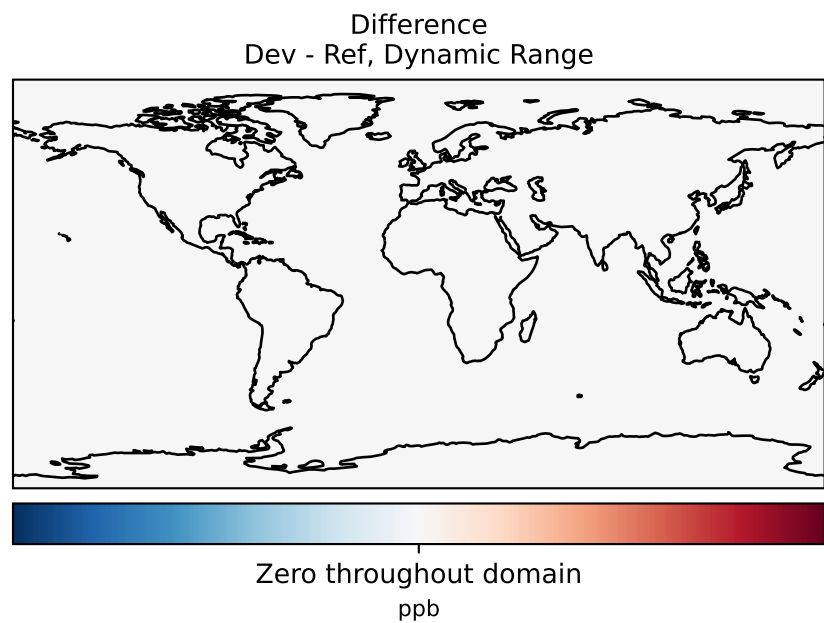 Difference
Dev - Ref, Dynamic Range
Zero throughout domain
ppb